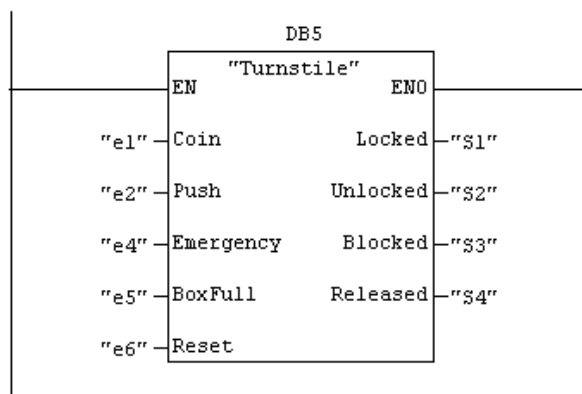 DB5
"Turnstile"
EN ENO
"e1" Coin Locked "S1"
"e2" Push Unlocked "S2"
"e4" Emergency Blocked "S3"
"e5" BoxFull Released "S4"
"e6" Reset